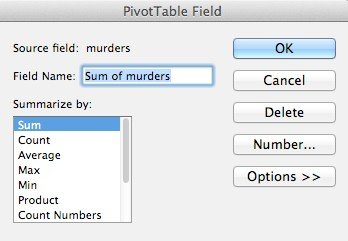 PivotTable Field
Source field: murders
OK
Field Name: Sum of murders
Cancel
Summarize by:
Delete
Sum
Count
Average
Max
Min
Product
Count Numbers
Number...
Options >>